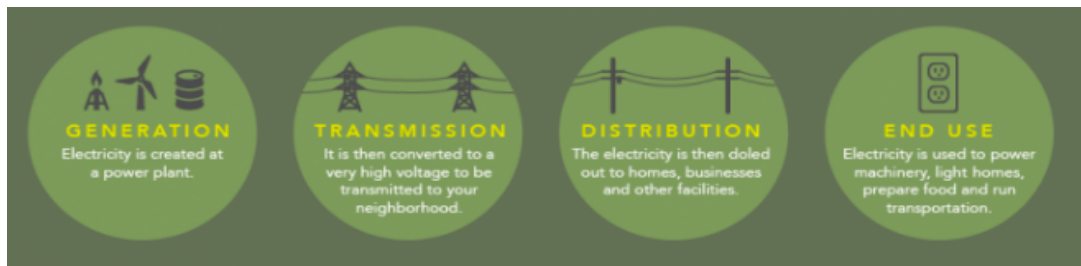 GENERATION
Electricity is created at
a power plant.
TRANSMISSION
It is then converted to a
very high voltage to be
transmitted to your
neighborhood.
DISTRIBUTION
The electricity is then doled
out to homes, businesses
and other facilities.
END USE
Electricity is used to power
machinery, light homes,
prepare food and run
transportation.